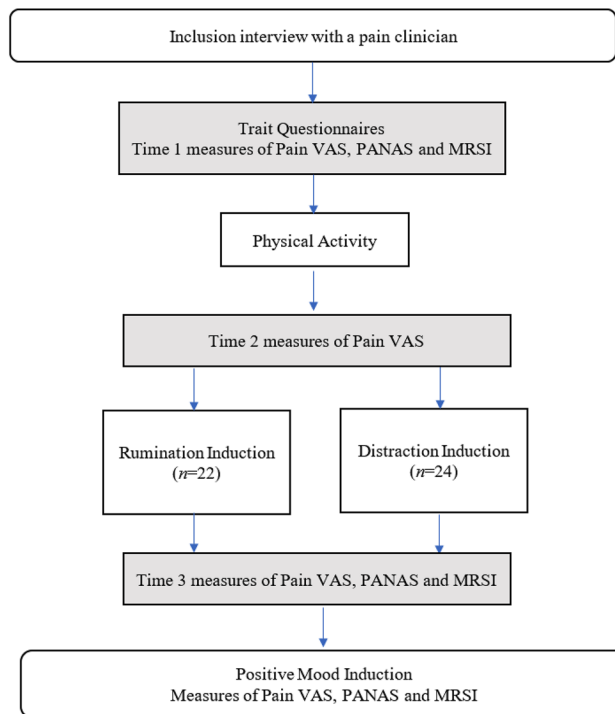 Inclusion interview with a pain clinician
Trait Questionnaires
Time 1 measures of Pain VAS, PANAS and MRSI
Physical Activity
Time 2 measures of Pain VAS
Rumination Induction
(n=22)
Distraction Induction
(n=24)
Time 3 measures of Pain VAS, PANAS and MRSI
Positive Mood Induction
Measures of Pain VAS, PANAS and MRSI